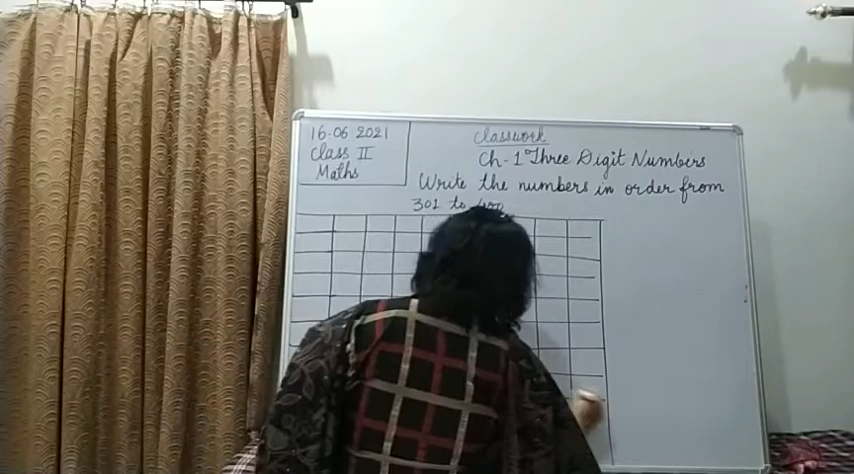 16.06 2021
Class II
Maths
Classwork
Ch-1 Three Digit Numbers
Write the numbers in order from
301 to 400